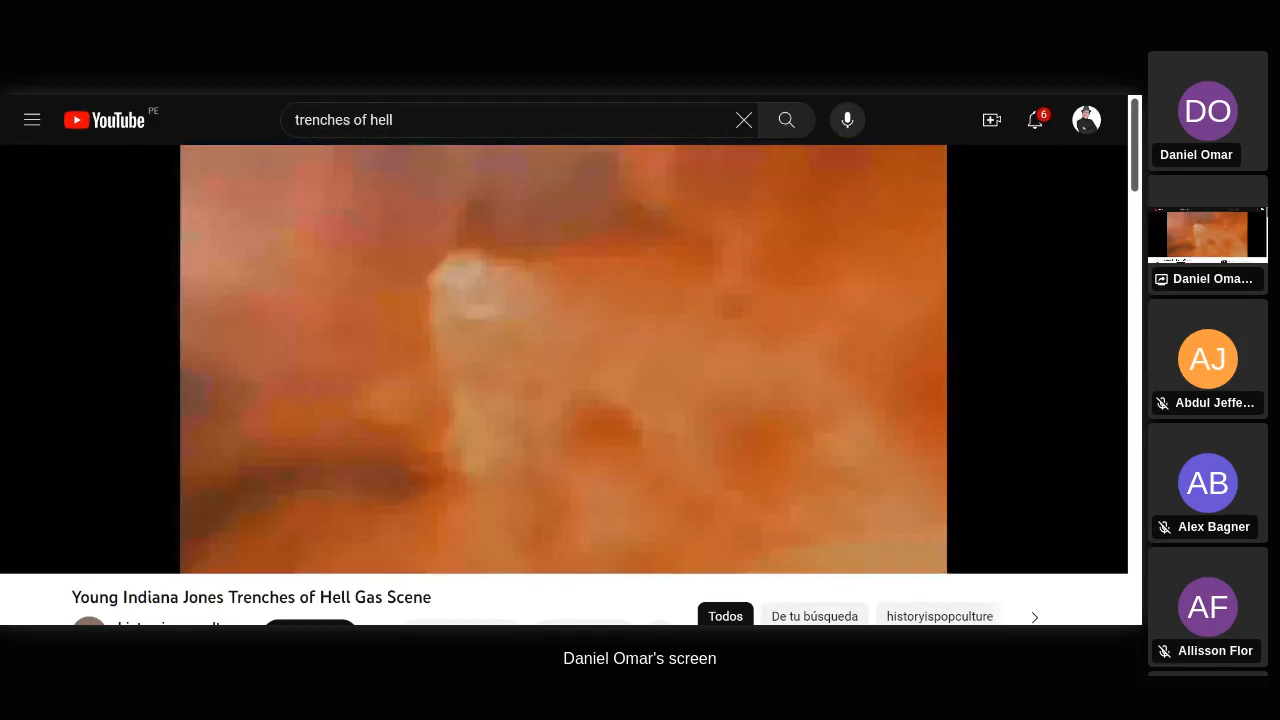 YouTube PE
trenches of hell
6
Young Indiana Jones Trenches of Hell Gas Scene
Todos
De tu búsqueda
historyispopculture
Daniel Omar's screen
DO
Daniel Omar
Daniel Oma...
AJ
Abdul Jeffe...
AB
Alex Bagner
AF
Allisson Flor